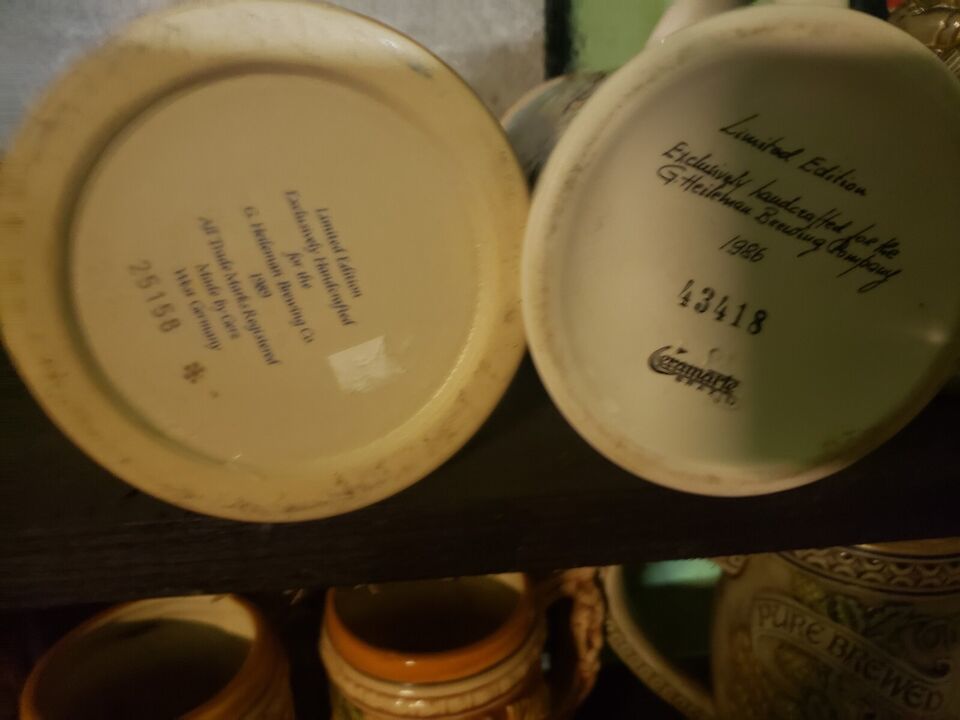 Limited Edition
Exclusively Handcrafted
for the
G. Heileman Brewing Co
1989
All Trade Marks Registered
Made by Gerz
West Germany
25158
Limited Edition
Exclusively handcrafted for the
G. Heileman Brewing Company
1986
43418
Ceramarte
BRAZIL
PURE BREWED